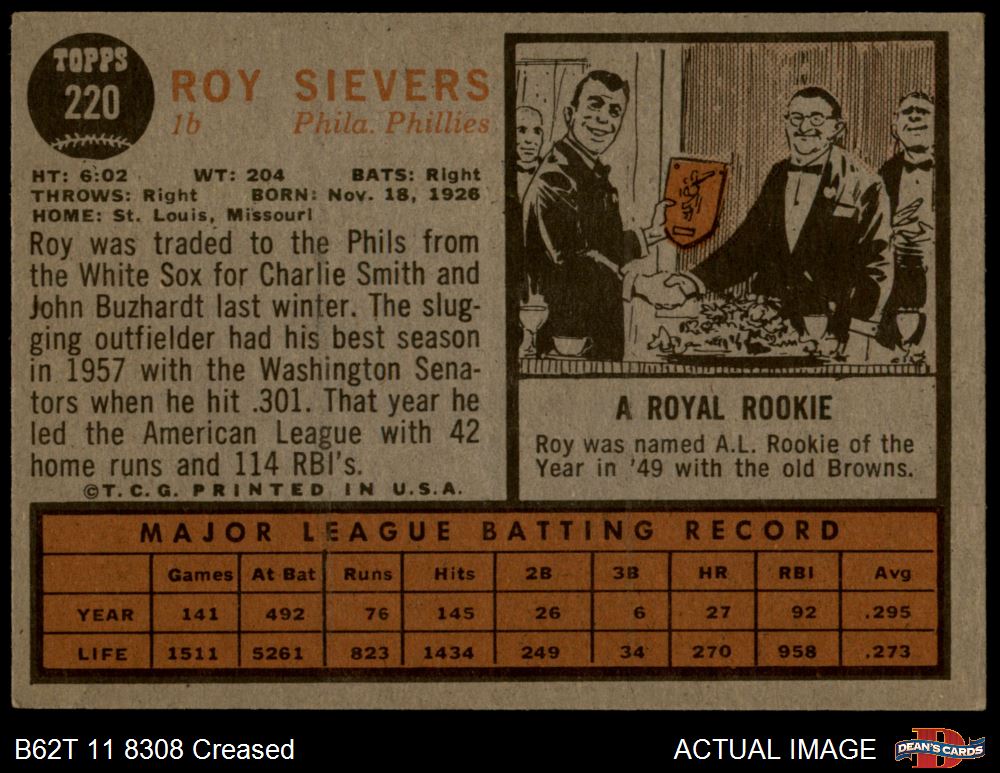 TOPPS
220
ROY SIEVERS
1b Phila. Phillies
HT: 6:02 WT: 204 BATS: Right
THROWS: Right BORN: Nov. 18, 1926
HOME: St. Louis, Missouri
Roy was traded to the Phils from
the White Sox for Charlie Smith and
John Buzhardt last winter. The slug-
ging outfielder had his best season
in 1957 with the Washington Sena-
tors when he hit .301. That year he
led the American League with 42
home runs and 114 RBI's.
©T.C.G. PRINTED IN U.S.A.
A ROYAL ROOKIE
Roy was named A.L. Rookie of the
Year in '49 with the old Browns.
MAJOR LEAGUE BATTING RECORD
Games At Bat Runs Hits 2B 3B HR RBI Avg
YEAR 141 492 76 145 26 6 27 92 .295
LIFE 1511 5261 823 1434 249 34 270 958 .273
B62T 11 8308 Creased
ACTUAL IMAGE
D
DEAN'S CARDS